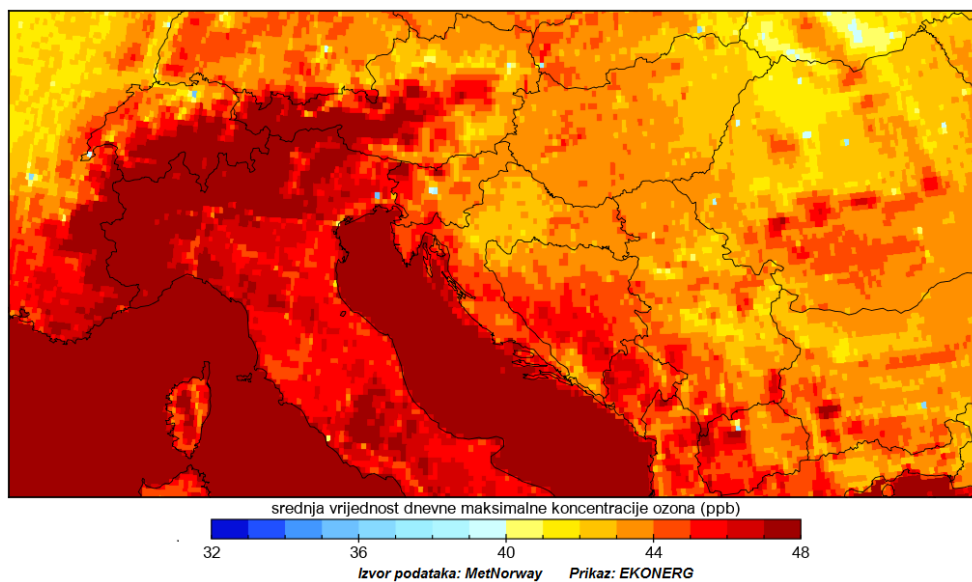 srednja vrijednost dnevne maksimalne koncentracije ozona (ppb)
32 36 40 44 48
Izvor podataka: MetNorway Prikaz: EKONERG